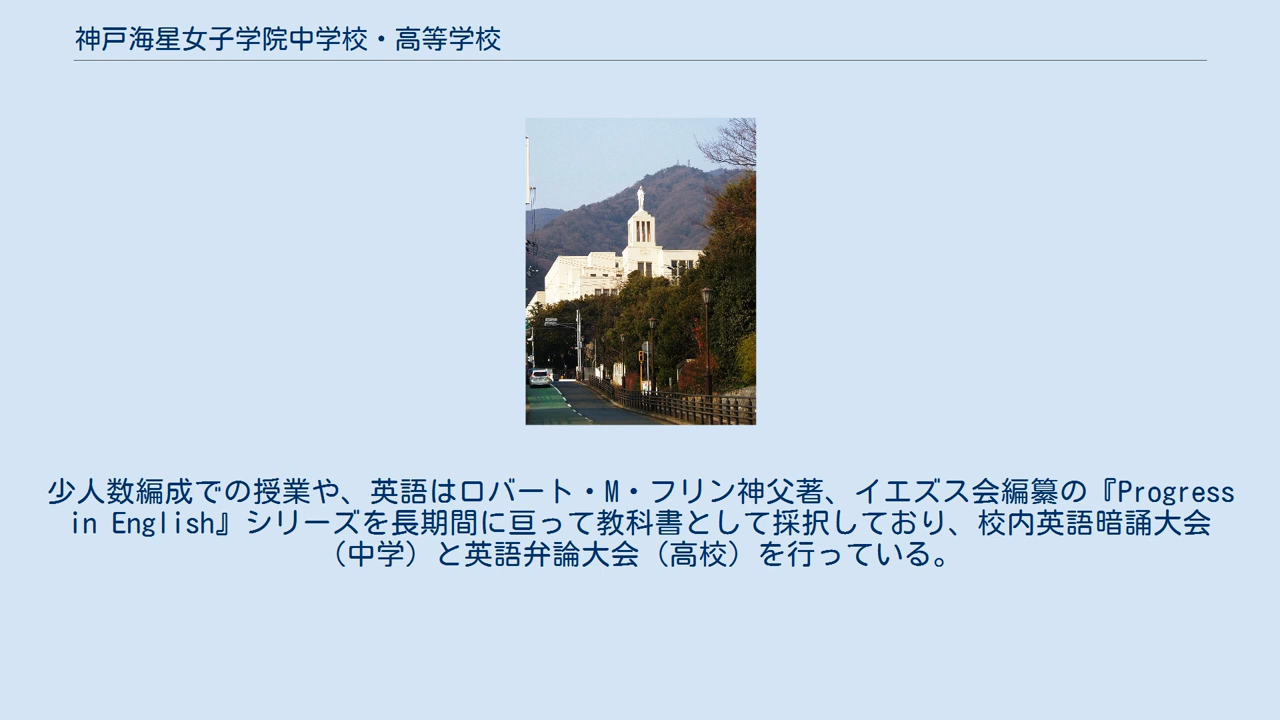 神戸海星女子学院中学校・高等学校
少人数編成での授業や、英語はロバート・M・フリン神父著、イエズス会編纂の『Progress
in English』シリーズを長期間に亘って教科書として採択しており、校内英語暗誦大会
（中学）と英語弁論大会（高校）を行っている。